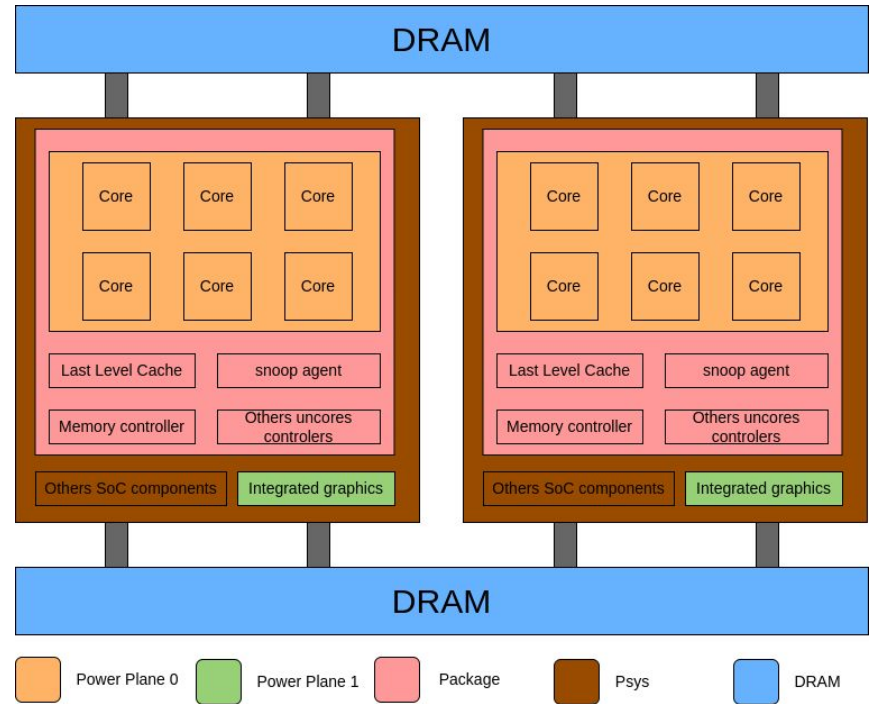 DRAM
Core Core Core
Core Core Core
Last Level Cache snoop agent
Memory controller Others uncores
controlers
Others SoC components Integrated graphics
Core Core Core
Core Core Core
Last Level Cache snoop agent
Memory controller Others uncores
controlers
Others SoC components Integrated graphics
DRAM
Power Plane 0 Power Plane 1 Package Psys DRAM